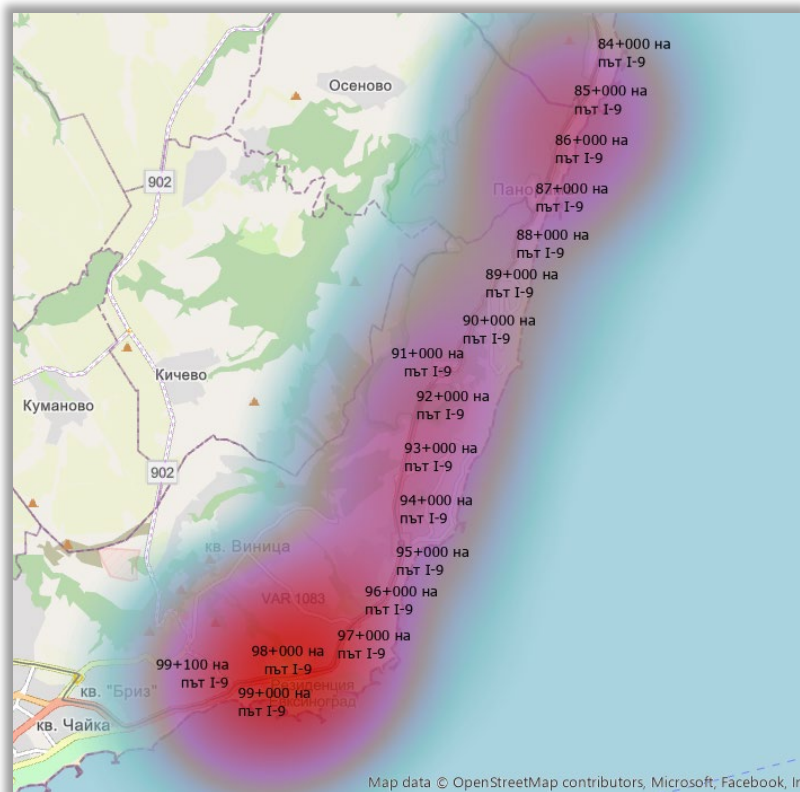 84+000 на
път I-9
Осеново
85+000 на
път I-9
86+000 на
път I-9
902
87+000 на
път I-9
88+000 на
път I-9
89+000 на
път I-9
90+000 на
път I-9
91+000 на
път I-9
Кичево
92+000 на
път I-9
Куманово
93+000 на
път I-9
902
94+000 на
път I-9
кв. Виница
95+000 на
път I-9
96+000 на
път I-9
VAR 1083
97+000 на
път I-9
98+000 на
път I-9
99+100 на
път I-9
Резиденция
кв. "Бриз"
99+000 на
път I-9
кв. Чайка
Map data © OpenStreetMap contributors, Microsoft, Facebook,